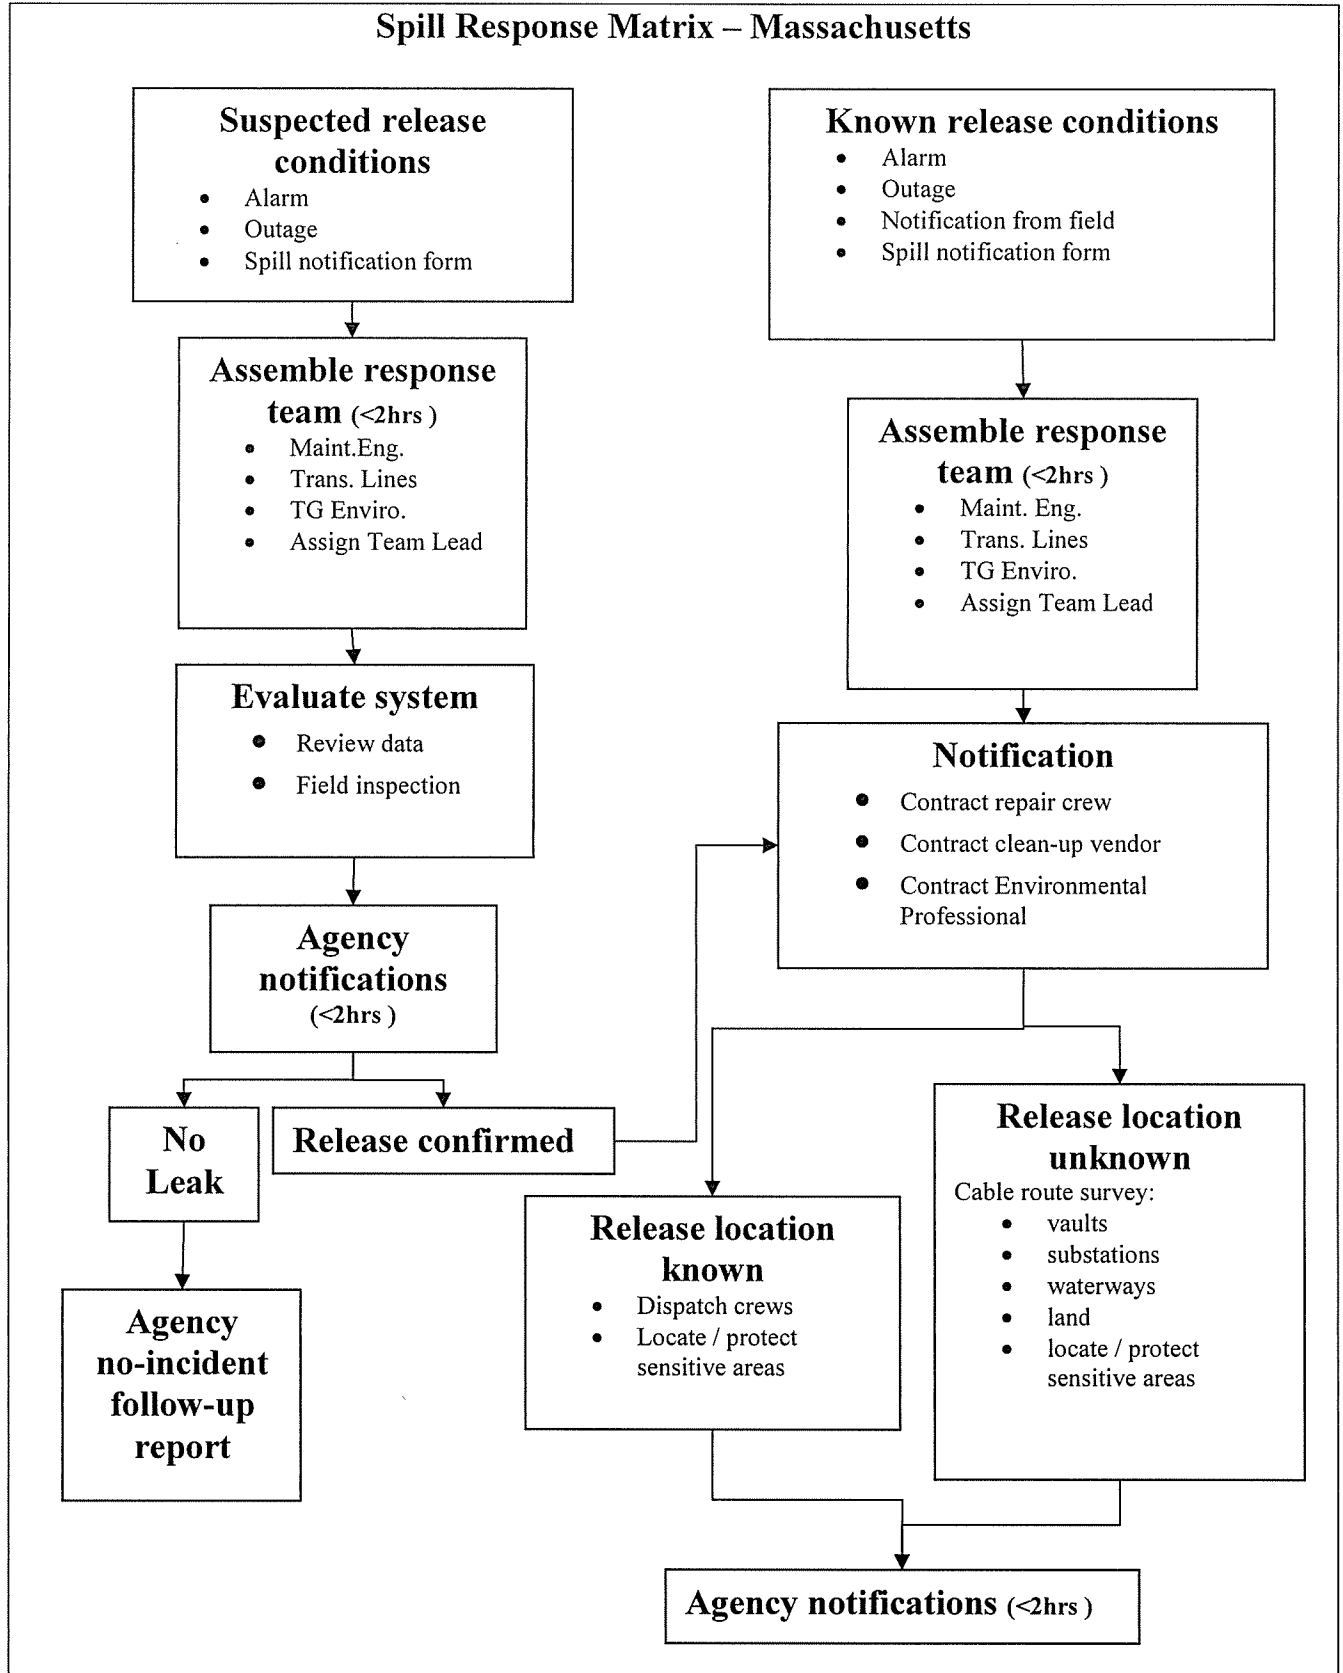 Spill Response Matrix – Massachusetts
Suspected release
conditions
• Alarm
• Outage
• Spill notification form
Assemble response
team (<2hrs )
• Maint.Eng.
• Trans. Lines
• TG Enviro.
• Assign Team Lead
Evaluate system
• Review data
• Field inspection
Agency
notifications
(<2hrs )
No
Leak
Release confirmed
Agency
no-incident
follow-up
report
Known release conditions
• Alarm
• Outage
• Notification from field
• Spill notification form
Assemble response
team (<2hrs )
• Maint. Eng.
• Trans. Lines
• TG Enviro.
• Assign Team Lead
Notification
• Contract repair crew
• Contract clean-up vendor
• Contract Environmental
Professional
Release location
known
• Dispatch crews
• Locate / protect
sensitive areas
Release location
unknown
Cable route survey:
• vaults
• substations
• waterways
• land
• locate / protect
sensitive areas
Agency notifications (<2hrs )